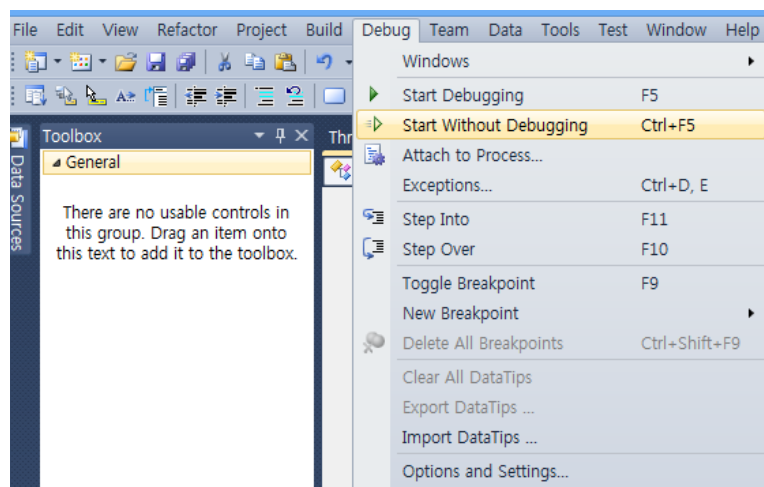 File Edit View Refactor Project Build Debug Team Data Tools Test Window Help
Windows
Start Debugging F5
Start Without Debugging Ctrl+F5
Attach to Process...
Exceptions... Ctrl+D, E
Step Into F11
Step Over F10
Toggle Breakpoint F9
New Breakpoint
Delete All Breakpoints Ctrl+Shift+F9
Clear All DataTips
Export DataTips ...
Import DataTips ...
Options and Settings...
Toolbox
General
There are no usable controls in
this group. Drag an item onto
this text to add it to the toolbox.
Data Sources
Thr